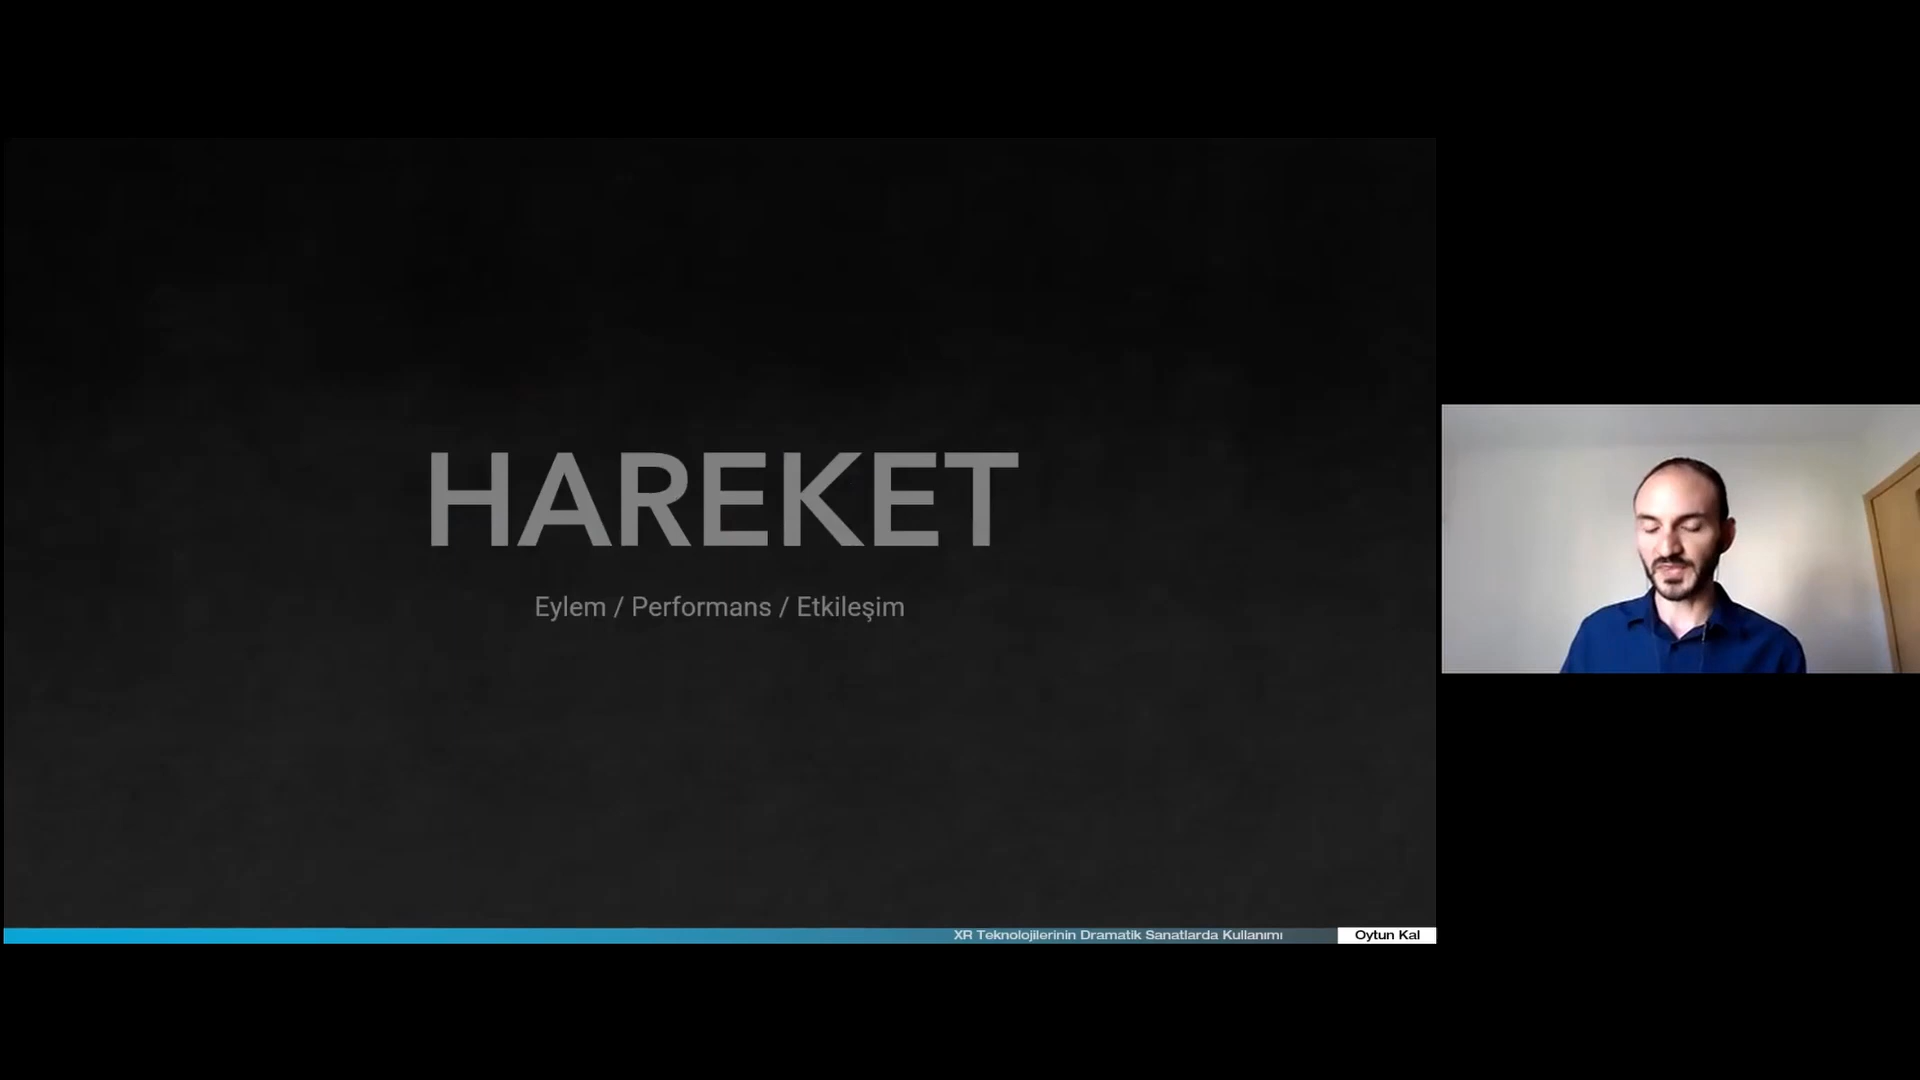 HAREKET
Eylem / Performans / Etkileşim
XR Teknolojilerinin Dramatik Sanatlarda Kullanımı
Oytun Kal